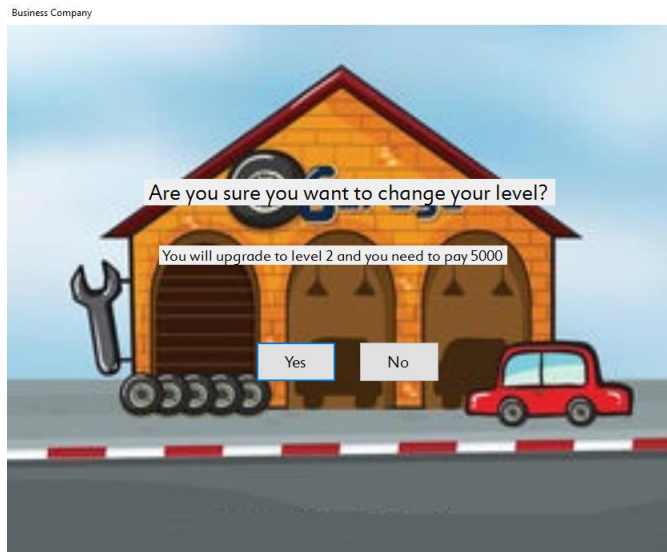 Business Company
Are you sure you want to change your level?
You will upgrade to level 2 and you need to pay 5000
Yes
No